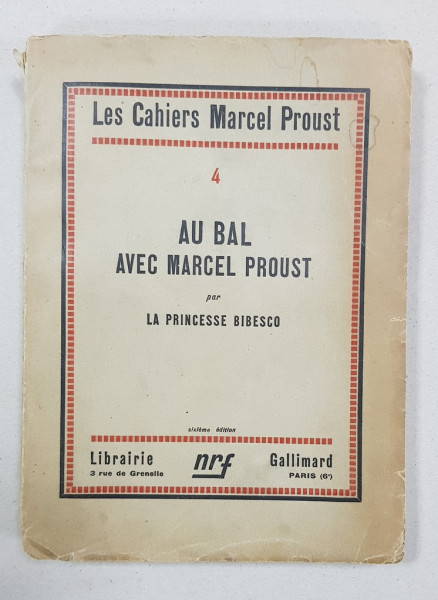 Les Cahiers Marcel Proust
4
AU BAL
AVEC MARCEL PROUST
par
LA PRINCESSE BIBESCO
sixième édition
Librairie nrf Gallimard
3 rue de Grenelle PARIS (6e)